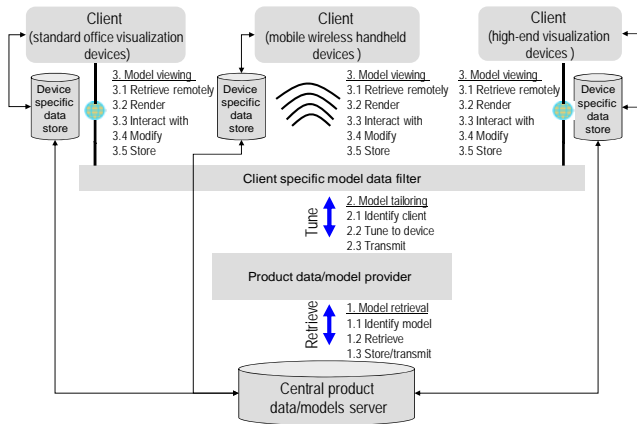 Client
(standard office visualization
devices)
Client
(mobile wireless handheld
devices )
Client
(high-end visualization
devices )
Device
specific
data
store
3. Model viewing
3.1 Retrieve remotely
3.2 Render
3.3 Interact with
3.4 Modify
3.5 Store
Device
specific
data
store
3. Model viewing
3.1 Retrieve remotely
3.2 Render
3.3 Interact with
3.4 Modify
3.5 Store
3. Model viewing
3.1 Retrieve remotely
3.2 Render
3.3 Interact with
3.4 Modify
3.5 Store
Device
specific
data
store
Client specific model data filter
Tune
2. Model tailoring
2.1 Identify client
2.2 Tune to device
2.3 Transmit
Product data/model provider
Retrieve
1. Model retrieval
1.1 Identify model
1.2 Retrieve
1.3 Store/transmit
Central product
data/models server